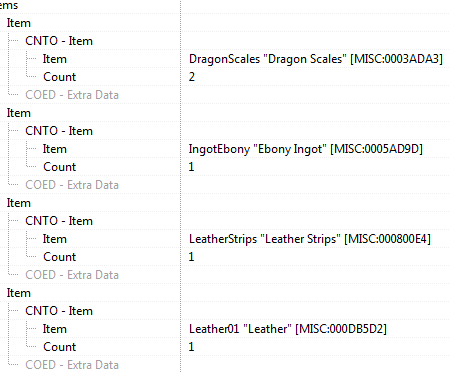 ems
Item
CNTO - Item
Item DragonScales "Dragon Scales" [MISC:0003ADA3]
Count 2
COED - Extra Data
Item
CNTO - Item
Item IngotEbony "Ebony Ingot" [MISC:0005AD9D]
Count 1
COED - Extra Data
Item
CNTO - Item
Item LeatherStrips "Leather Strips" [MISC:000800E4]
Count 1
COED - Extra Data
Item
CNTO - Item
Item Leather01 "Leather" [MISC:000DB5D2]
Count 1
COED - Extra Data